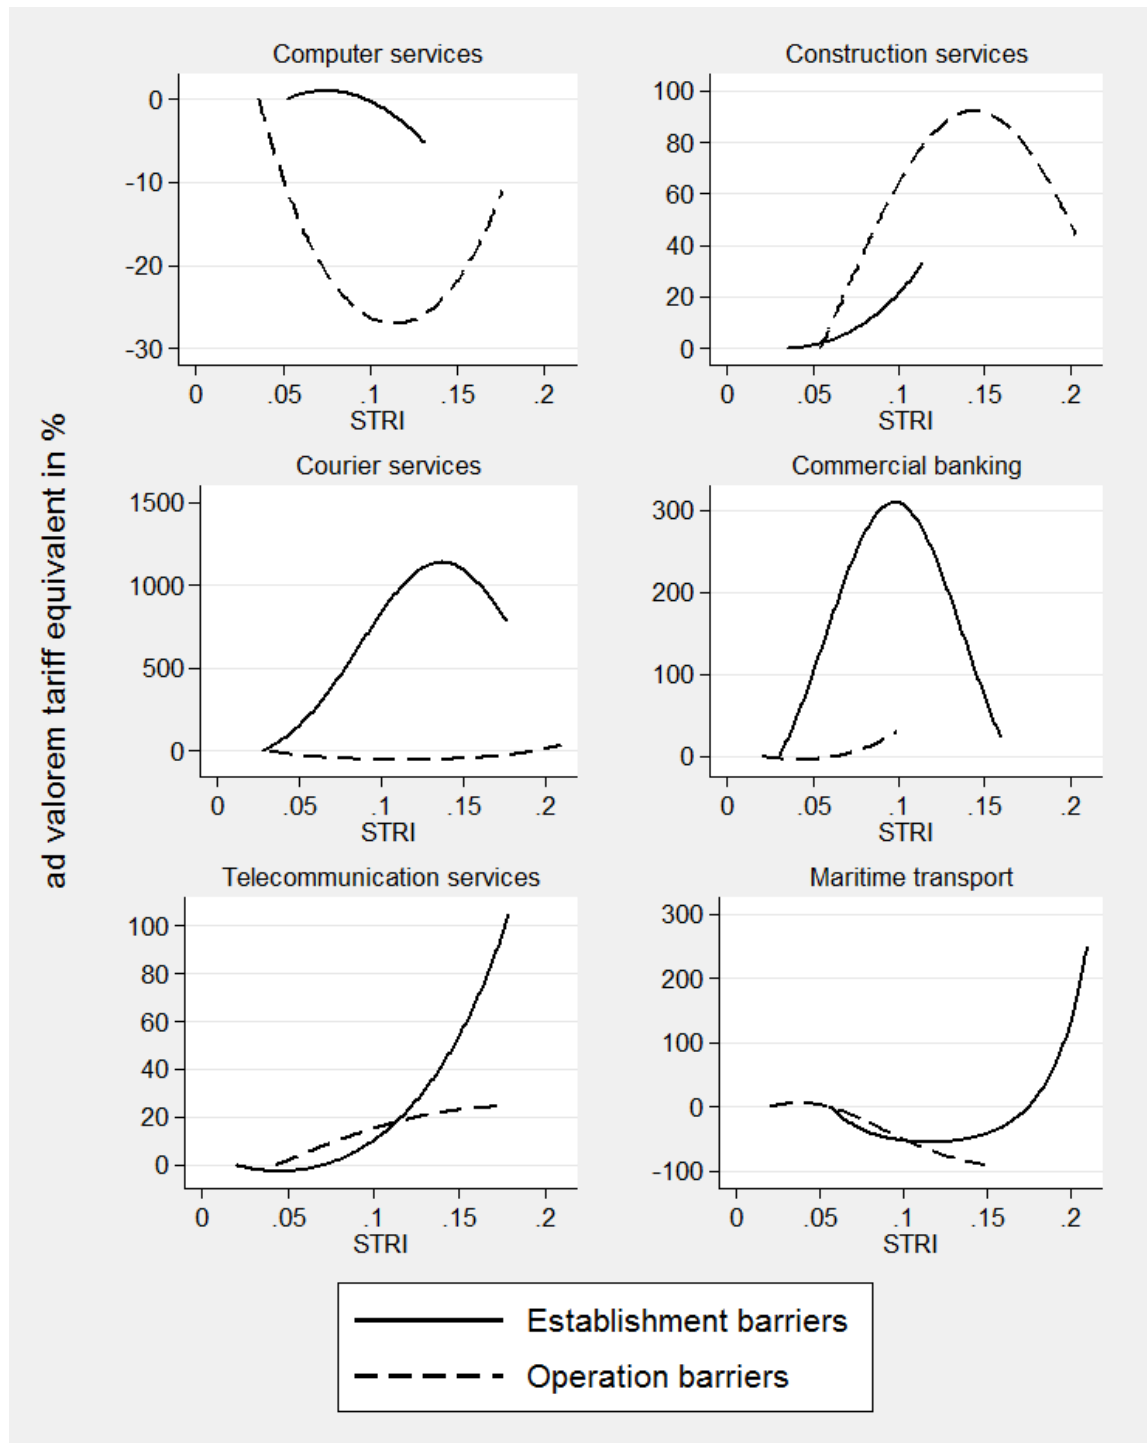 ad valorem tariff equivalent in %
Computer services
0
-10
-20
-30
0 .05 .1 .15 .2
STRI
Construction services
100
80
60
40
20
0
0 .05 .1 .15 .2
STRI
Courier services
1500
1000
500
0
0 .05 .1 .15 .2
STRI
Commercial banking
300
200
100
0
0 .05 .1 .15 .2
STRI
Telecommunication services
100
80
60
40
20
0
0 .05 .1 .15 .2
STRI
Maritime transport
300
200
100
0
-100
0 .05 .1 .15 .2
STRI
Establishment barriers
Operation barriers